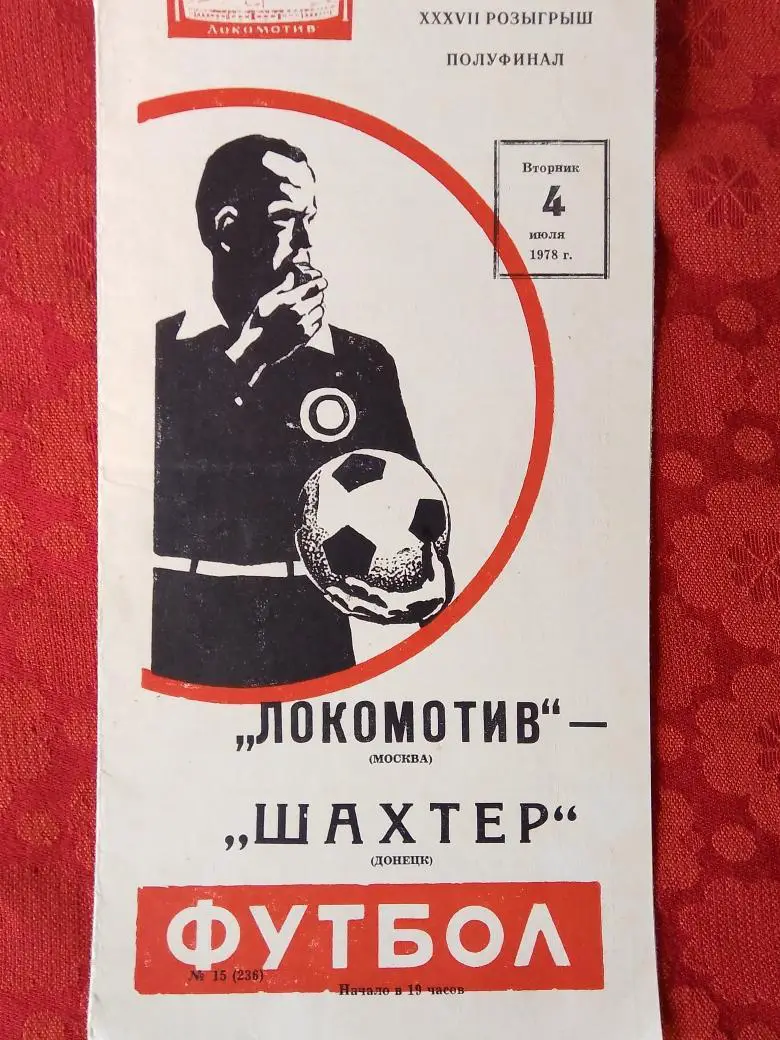 ЛОКОМОТИВ
XXXVII РОЗЫГРЫШ
ПОЛУФИНАЛ
Вторник
4
июля
1978 г.
„ЛОКОМОТИВ“ —
(МОСКВА)
„ШАХТЕР“
(ДОНЕЦК)
ФУТБОЛ
№ 15 (236)
Начало в 19 часов